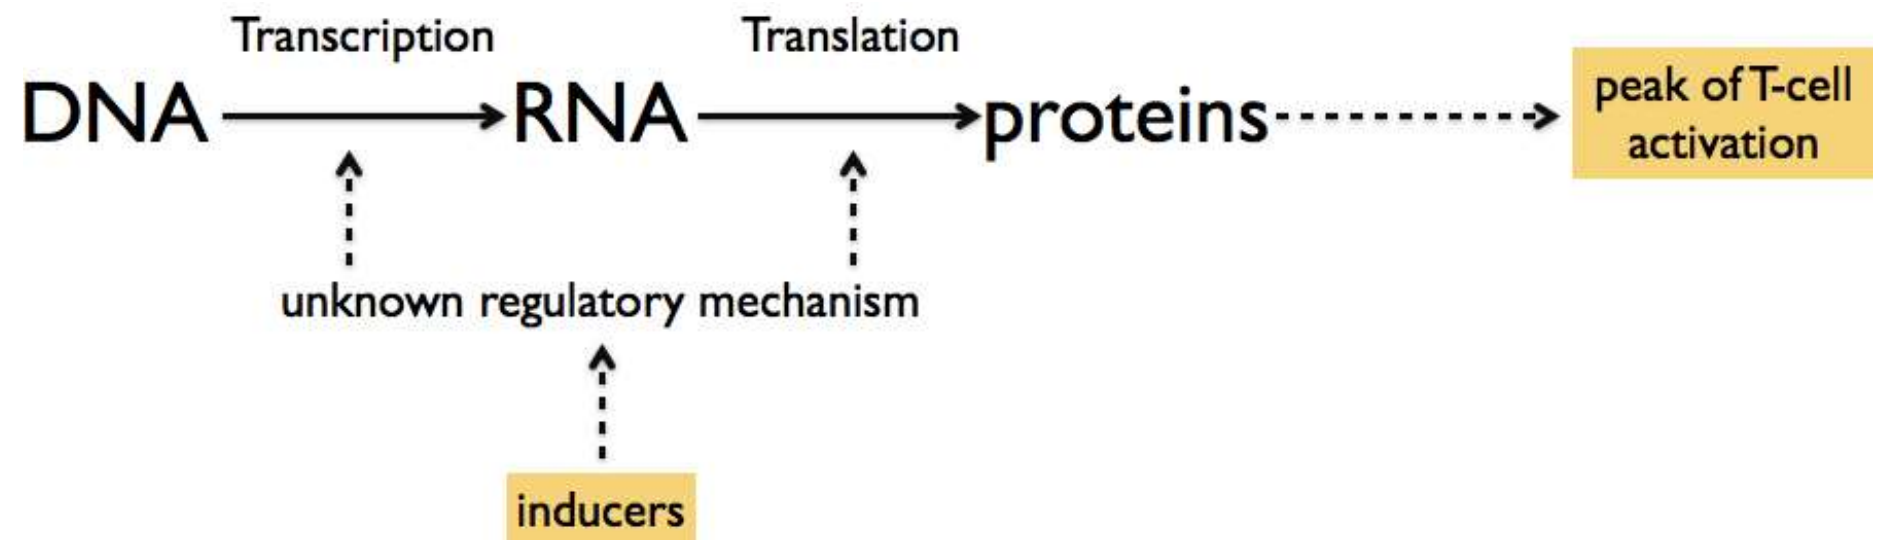 Transcription
Translation
DNA
RNA
proteins
peak of T-cell
activation
unknown regulatory mechanism
inducers